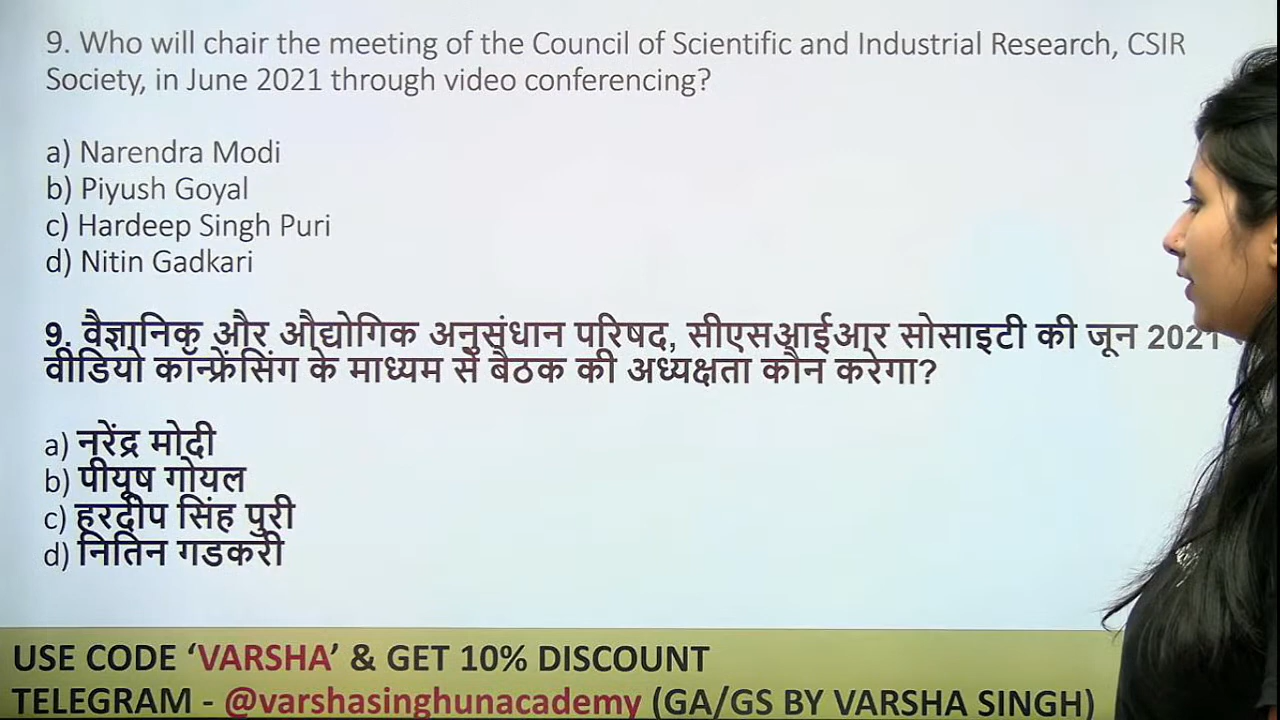 9. Who will chair the meeting of the Council of Scientific and Industrial Research, CSIR
Society, in June 2021 through video conferencing?
a) Narendra Modi
b) Piyush Goyal
c) Hardeep Singh Puri
d) Nitin Gadkari
9. वैज्ञानिक और औद्योगिक अनुसंधान परिषद, सीएसआईआर सोसाइटी की जून 2021
वीडियो कॉन्फ्रेंसिंग के माध्यम से बैठक की अध्यक्षता कौन करेगा?
a) नरेंद्र मोदी
b) पीयूष गोयल
c) हरदीप सिंह पुरी
d) नितिन गडकरी
USE CODE ‘VARSHA’ & GET 10% DISCOUNT
TELEGRAM - @varshasinghunacademy (GA/GS BY VARSHA SINGH)